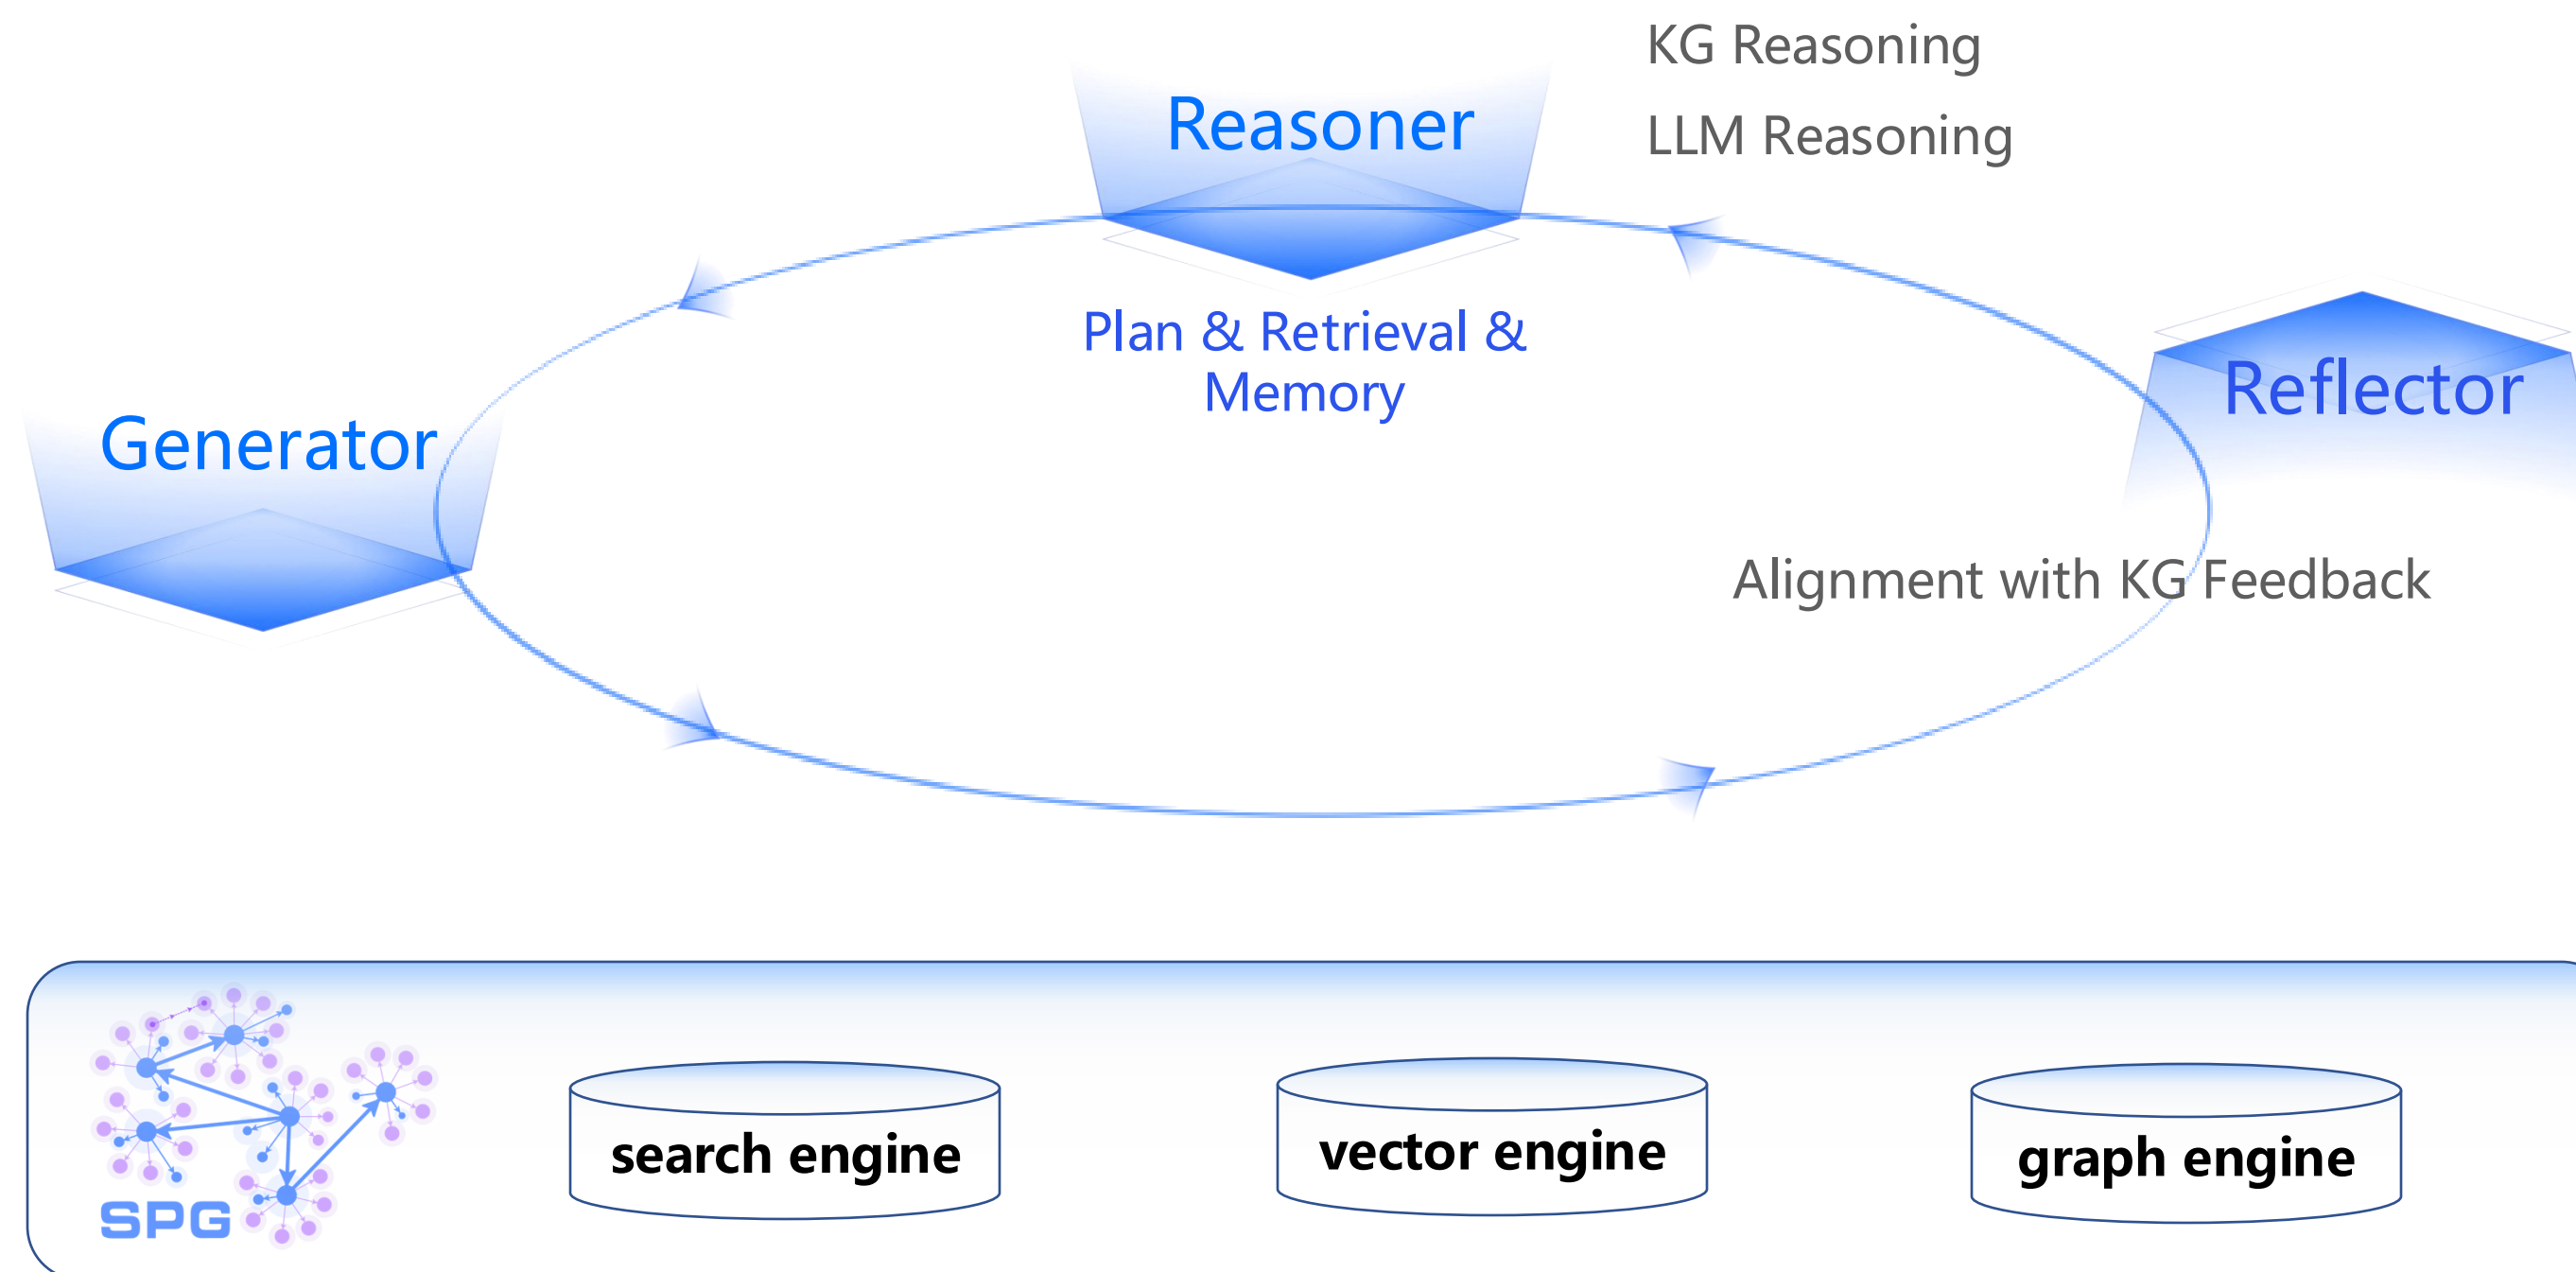 KG Reasoning
Reasoner
LLM Reasoning
Plan & Retrieval &
Memory
Reflector
Generator
Alignment with KG Feedback
search engine
vector engine
graph engine
SPG